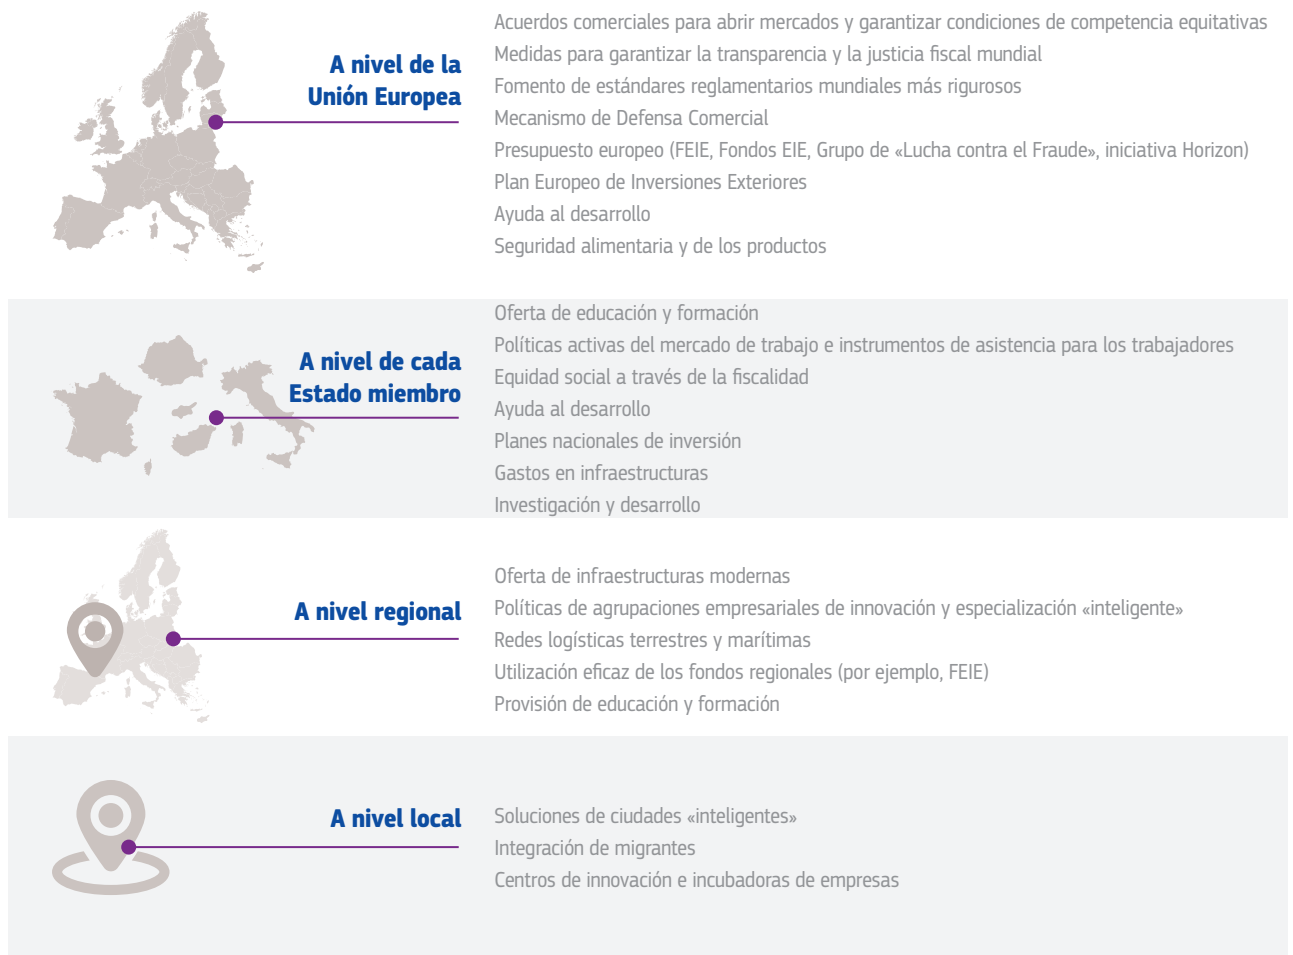 A nivel de la
Unión Europea
Acuerdos comerciales para abrir mercados y garantizar condiciones de competencia equitativas
Medidas para garantizar la transparencia y la justicia fiscal mundial
Fomento de estándares reglamentarios mundiales más rigurosos
Mecanismo de Defensa Comercial
Presupuesto europeo (FEIE, Fondos EIE, Grupo de «Lucha contra el Fraude», iniciativa Horizon)
Plan Europeo de Inversiones Exteriores
Ayuda al desarrollo
Seguridad alimentaria y de los productos
A nivel de cada
Estado miembro
Oferta de educación y formación
Políticas activas del mercado de trabajo e instrumentos de asistencia para los trabajadores
Equidad social a través de la fiscalidad
Ayuda al desarrollo
Planes nacionales de inversión
Gastos en infraestructuras
Investigación y desarrollo
A nivel regional
Oferta de infraestructuras modernas
Políticas de agrupaciones empresariales de innovación y especialización «inteligente»
Redes logísticas terrestres y marítimas
Utilización eficaz de los fondos regionales (por ejemplo, FEIE)
Provisión de educación y formación
A nivel local
Soluciones de ciudades «inteligentes»
Integración de migrantes
Centros de innovación e incubadoras de empresas